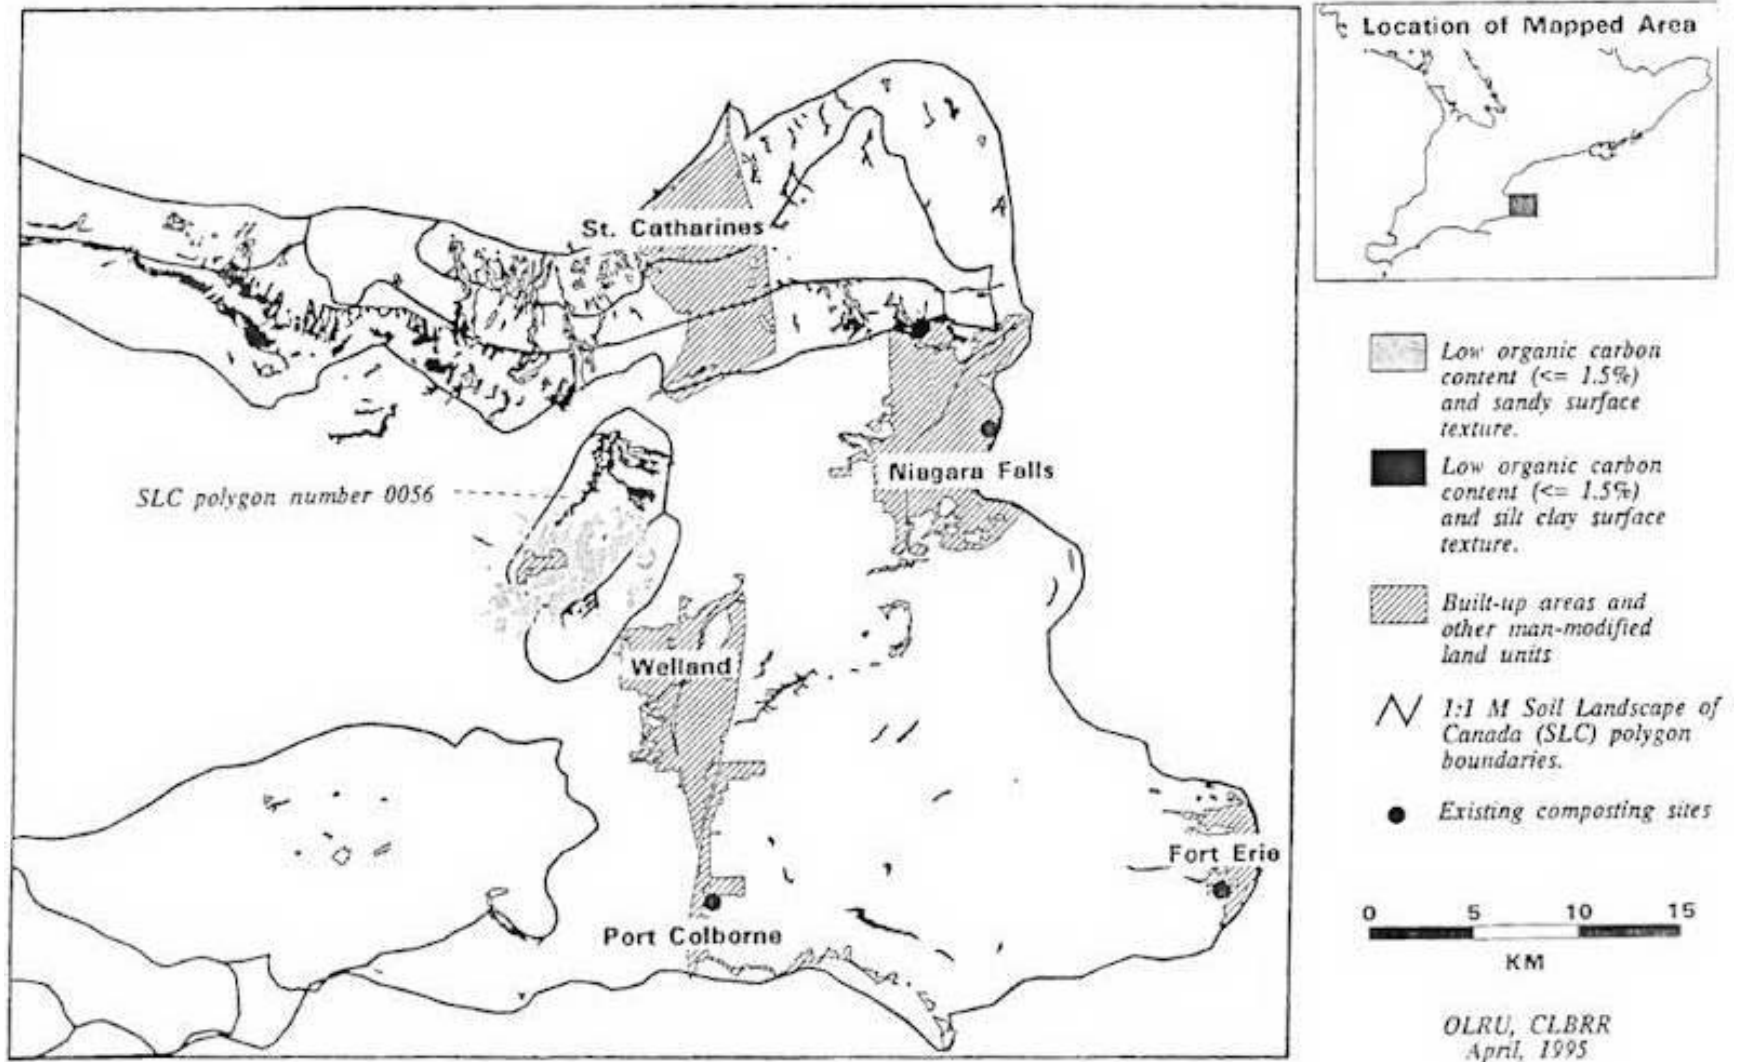 Location of Mapped Area
St. Catharines
Niagara Falls
SLC polygon number 0056
Welland
Fort Erie
Port Colborne
Low organic carbon
content (<= 1.5%)
and sandy surface
texture.
Low organic carbon
content (<= 1.5%)
and silt clay surface
texture.
Built-up areas and
other man-modified
land units
1:1 M Soil Landscape of
Canada (SLC) polygon
boundaries.
Existing composting sites
0 5 10 15
KM
OLRU, CLBRR
April, 1995